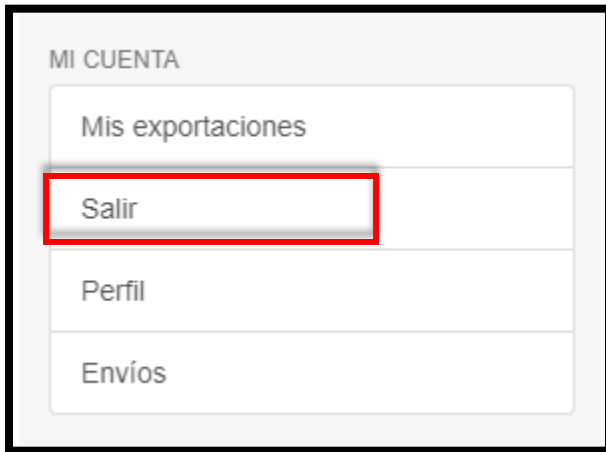 MI CUENTA
Mis exportaciones
Salir
Perfil
Envíos